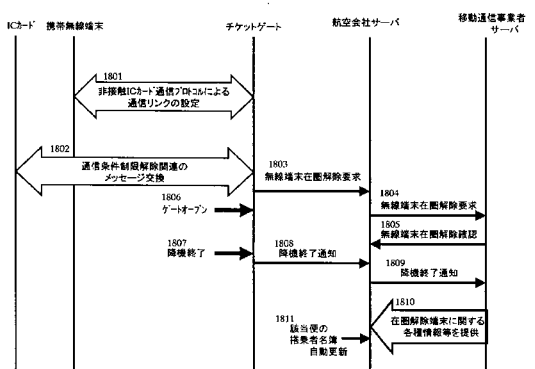 ICカード
携帯無線端末
チケットゲート
航空会社サーバ
移動通信事業者
サーバ
1801
非接触ICカード通信プロトコルによる
通信リンクの設定
1802
通信条件制限解除関連の
メッセージ交換
1803
無線端末在圏解除要求
1804
無線端末在圏解除要求
1805
無線端末在圏解除確認
1806
ゲートオープン
1807
降機終了
1808
降機終了通知
1809
降機終了通知
1810
在圏解除端末に関する
各種情報等を提供
1811
該当便の
搭乗者名簿
自動更新